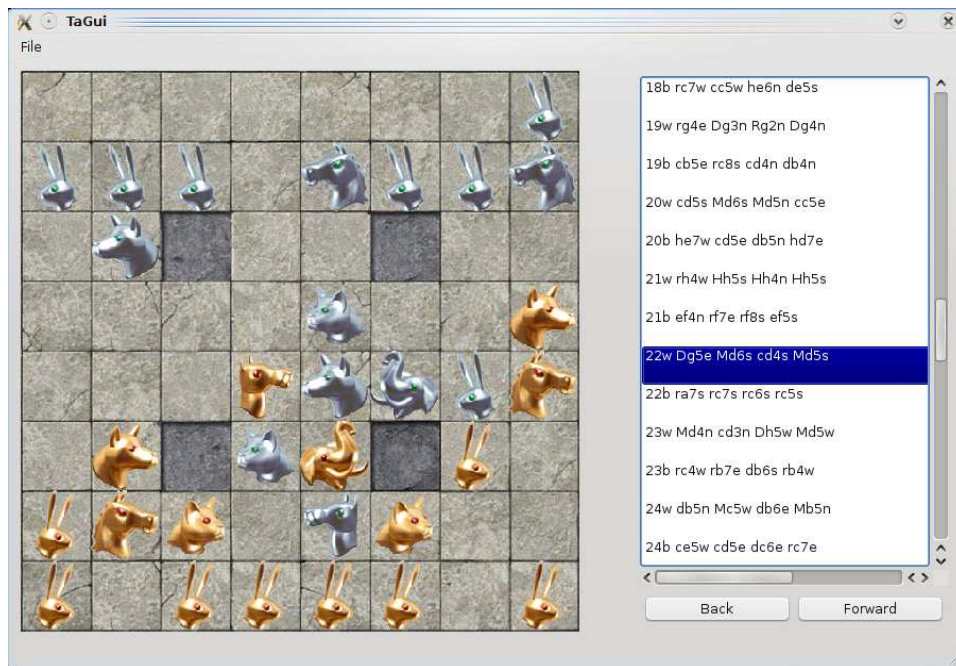 TaGui
File
18b rc7w cc5w he6n de5s
19w rg4e Dg3n Rg2n Dg4n
19b cb5e rc8s cd4n db4n
20w cd5s Md6s Md5n cc5e
20b he7w cd5e db5n hd7e
21w rh4w Hh5s Hh4n Hh5s
21b ef4n rf7e rf8s ef5s
22w Dg5e Md6s cd4s Md5s
22b ra7s rc7s rc6s rc5s
23w Md4n cd3n Dh5w Md5w
23b rc4w rb7e db6s rb4w
24w db5n Mc5w db6e Mb5n
24b ce5w cd5e dc6e rc7e
Back
Forward